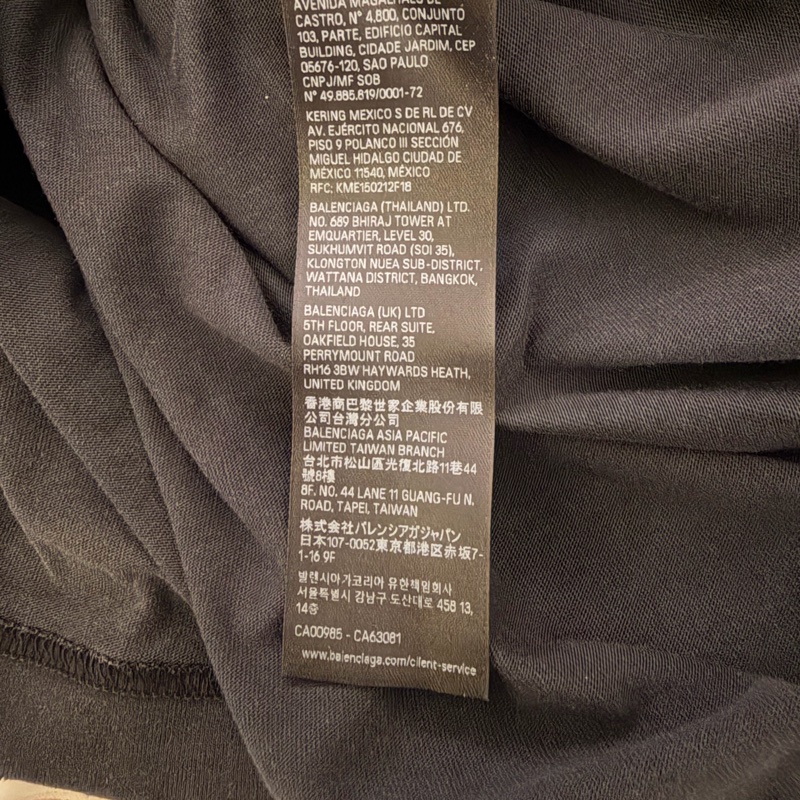 AVENIDA MAGALHÃES DE
CASTRO, N° 4.800, CONJUNTO
103, PARTE, EDIFICIO CAPITAL
BUILDING, CIDADE JARDIM, CEP
05676-120, SAO PAULO
CNPJ/MF SOB
N° 49.885.819/0001-72
KERING MEXICO S DE RL DE CV
AV. EJÉRCITO NACIONAL 676,
PISO 9 POLANCO III SECCIÓN
MIGUEL HIDALGO CIUDAD DE
MÉXICO 11540, MÉXICO
RFC: KME150212F18
BALENCIAGA (THAILAND) LTD.
NO. 689 BHIRAJ TOWER AT
EMQUARTIER, LEVEL 30,
SUKHUMVIT ROAD (SOI 35),
KLONGTON NUEA SUB-DISTRICT,
WATTANA DISTRICT, BANGKOK,
THAILAND
BALENCIAGA (UK) LTD
5TH FLOOR, REAR SUITE,
OAKFIELD HOUSE, 35
PERRYMOUNT ROAD
RH16 3BW HAYWARDS HEATH,
UNITED KINGDOM
香港商巴黎世家企業股份有限
公司台灣分公司
BALENCIAGA ASIA PACIFIC
LIMITED TAIWAN BRANCH
台北市松山區光復北路11巷44
號8樓
8F. NO. 44 LANE 11 GUANG-FU N.
ROAD, TAPEI, TAIWAN
株式会社バレンシアガジャパン
日本107-0052東京都港区赤坂7-
1-16 9F
발렌시아가코리아 유한책임회사
서울특별시 강남구 도산대로 458 13,
14층
CA00985 - CA63081
www.balenciaga.com/client-service